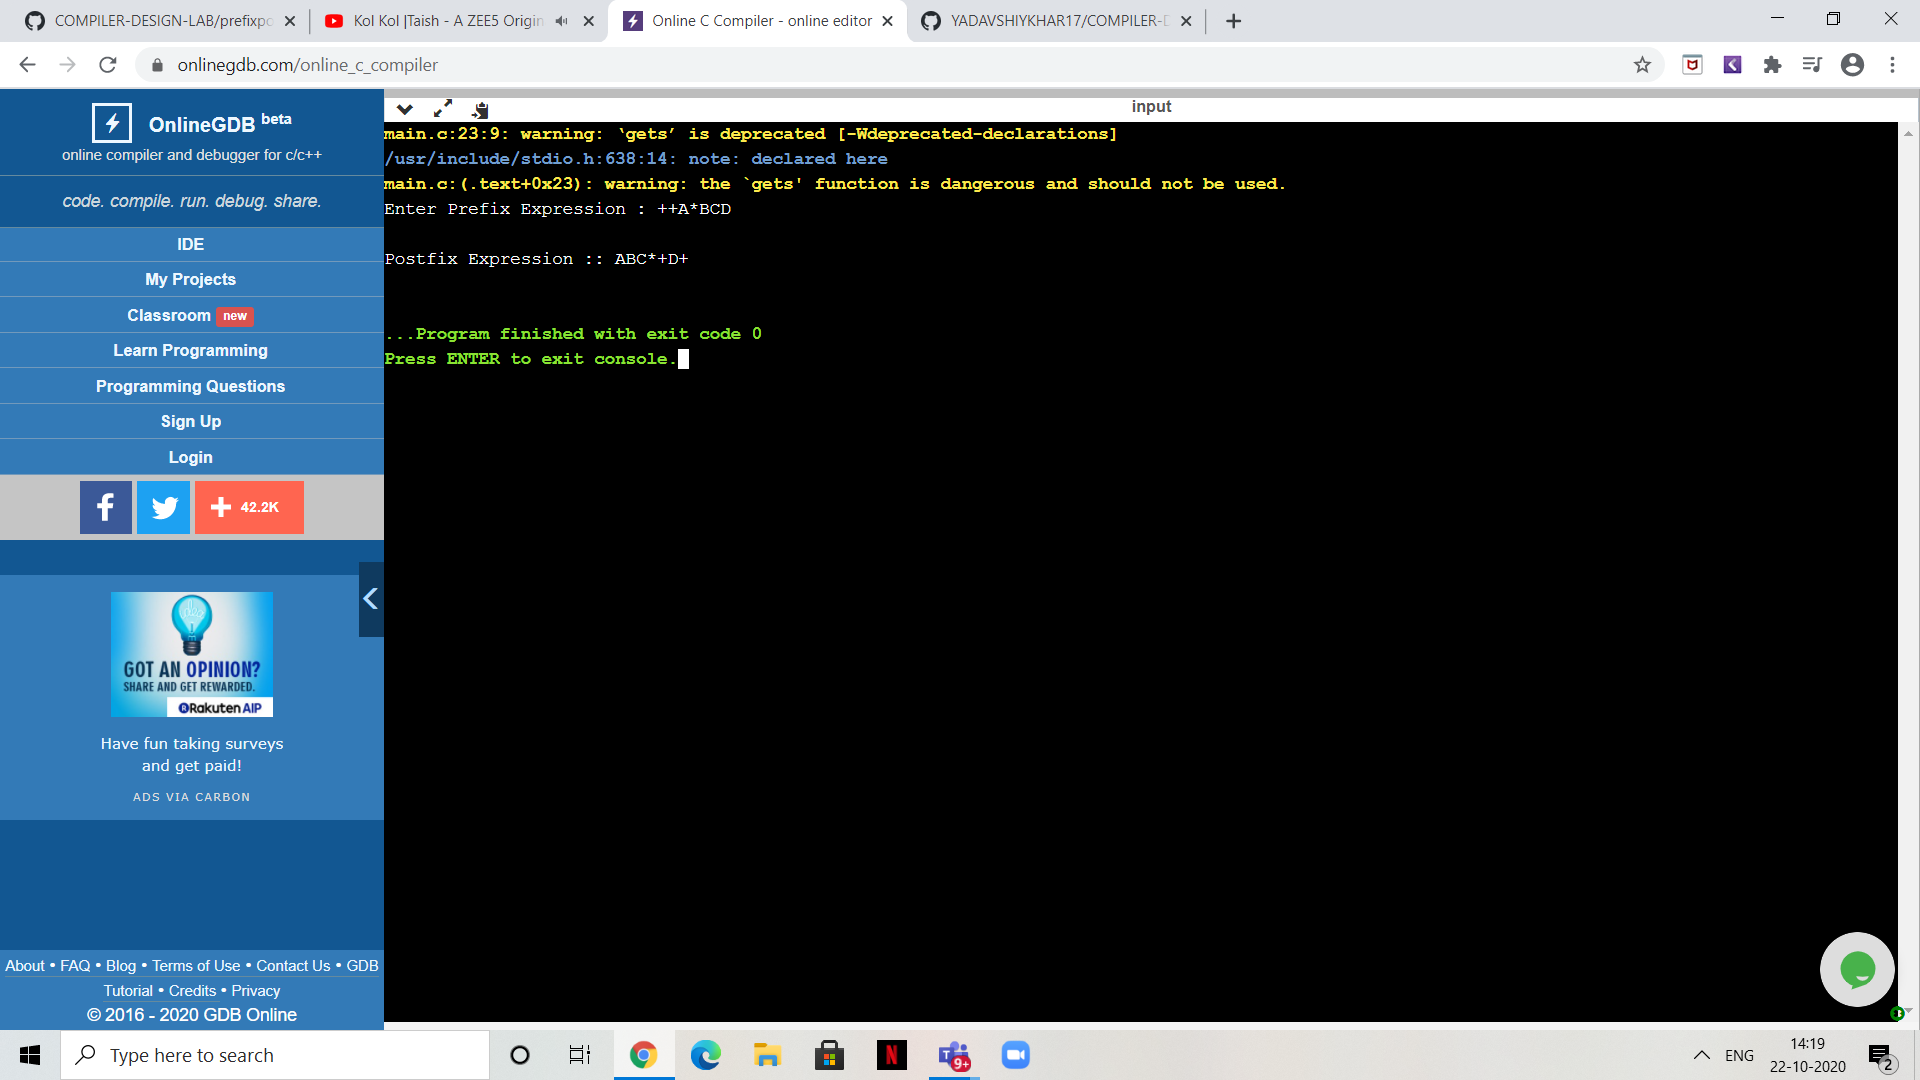 COMPILER-DESIGN-LAB/prefixpo
Kol Kol |Taish - A ZEE5 Origin
Online C Compiler - online editor
YADAVSHIYKHAR17/COMPILER-D
onlinegdb.com/online_c_compiler
OnlineGDB beta
online compiler and debugger for c/c++
code. compile. run. debug. share.
IDE
My Projects
Classroom new
Learn Programming
Programming Questions
Sign Up
Login
42.2K
GOT AN OPINION?
SHARE AND GET REWARDED.
Rakuten AIP
Have fun taking surveys
and get paid!
ADS VIA CARBON
About • FAQ • Blog • Terms of Use • Contact Us • GDB
Tutorial • Credits • Privacy
© 2016 - 2020 GDB Online
input
main.c:23:9: warning: ‘gets’ is deprecated [-Wdeprecated-declarations]
/usr/include/stdio.h:638:14: note: declared here
main.c:(.text+0x23): warning: the `gets' function is dangerous and should not be used.
Enter Prefix Expression : ++A*BCD
Postfix Expression :: ABC*+D+
...Program finished with exit code 0
Press ENTER to exit console.
Type here to search
N
T
9+
ENG
14:19
22-10-2020
2